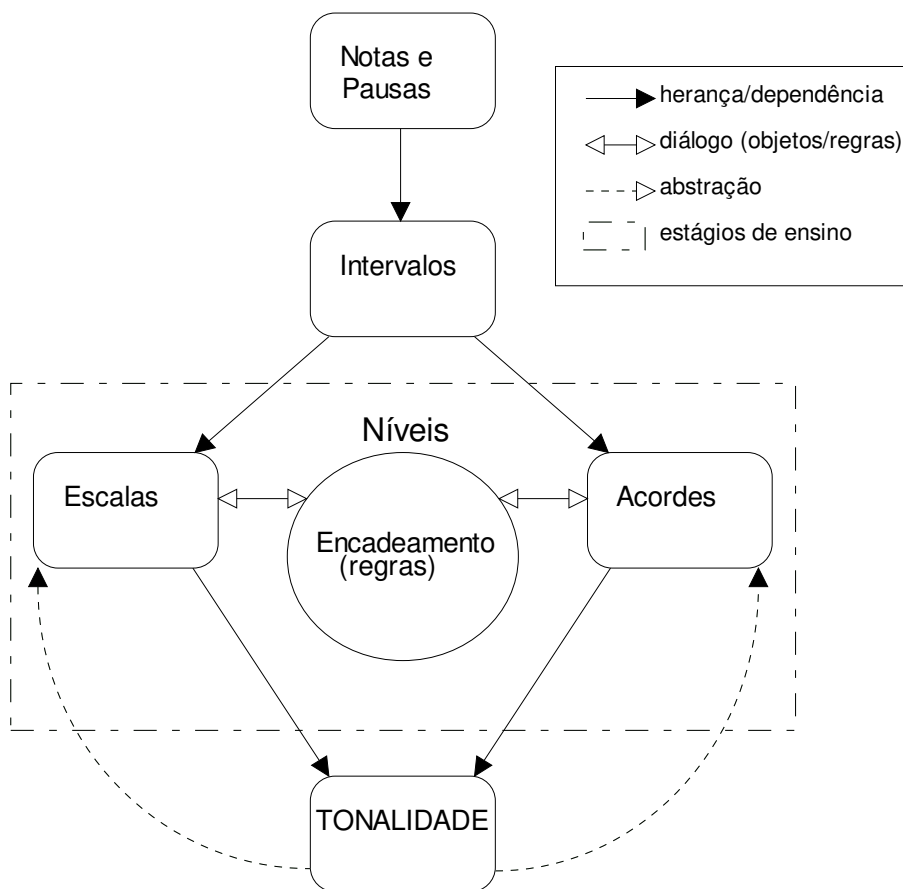 Notas e
Pausas
herança/dependência
diálogo (objetos/regras)
abstração
estágios de ensino
Intervalos
Níveis
Escalas
Acordes
Encadeamento
(regras)
TONALIDADE